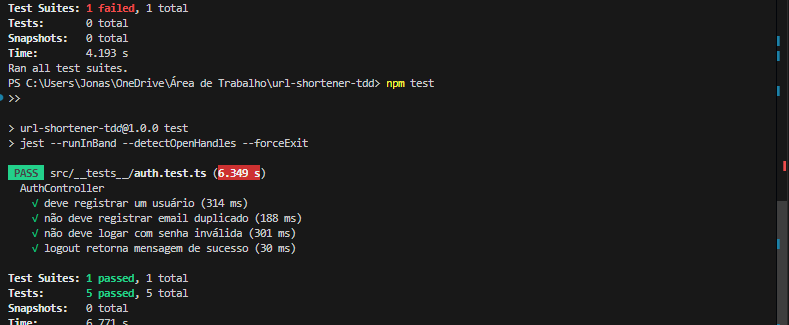 Test Suites: 1 failed, 1 total
Tests: 0 total
Snapshots: 0 total
Time: 4.193 s
Ran all test suites.
PS C:\Users\Jonas\OneDrive\Área de Trabalho\url-shortener-tdd> npm test
>>
> url-shortener-tdd@1.0.0 test
> jest --runInBand --detectOpenHandles --forceExit
PASS src/__tests__/auth.test.ts (6.349 s)
AuthController
√ deve registrar um usuário (314 ms)
√ não deve registrar email duplicado (188 ms)
√ não deve logar com senha inválida (301 ms)
√ logout retorna mensagem de sucesso (30 ms)
Test Suites: 1 passed, 1 total
Tests: 5 passed, 5 total
Snapshots: 0 total
Time: 6.771 s